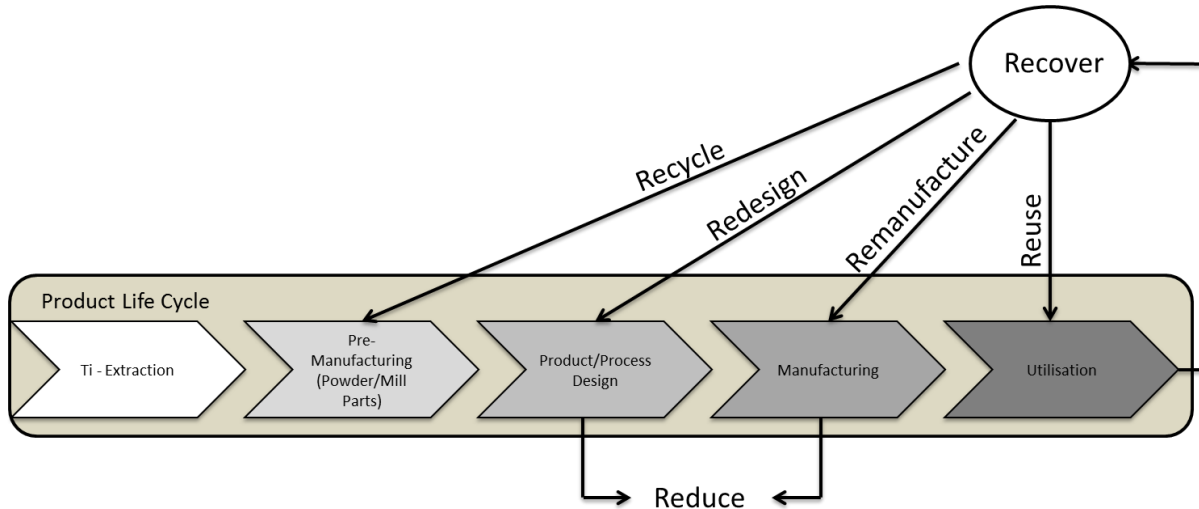 Recover
Recycle
Redesign
Remanufacture
Reuse
Product Life Cycle
Ti - Extraction
Pre-
Manufacturing
(Powder/Mill
Parts)
Product/Process
Design
Manufacturing
Utilisation
Reduce